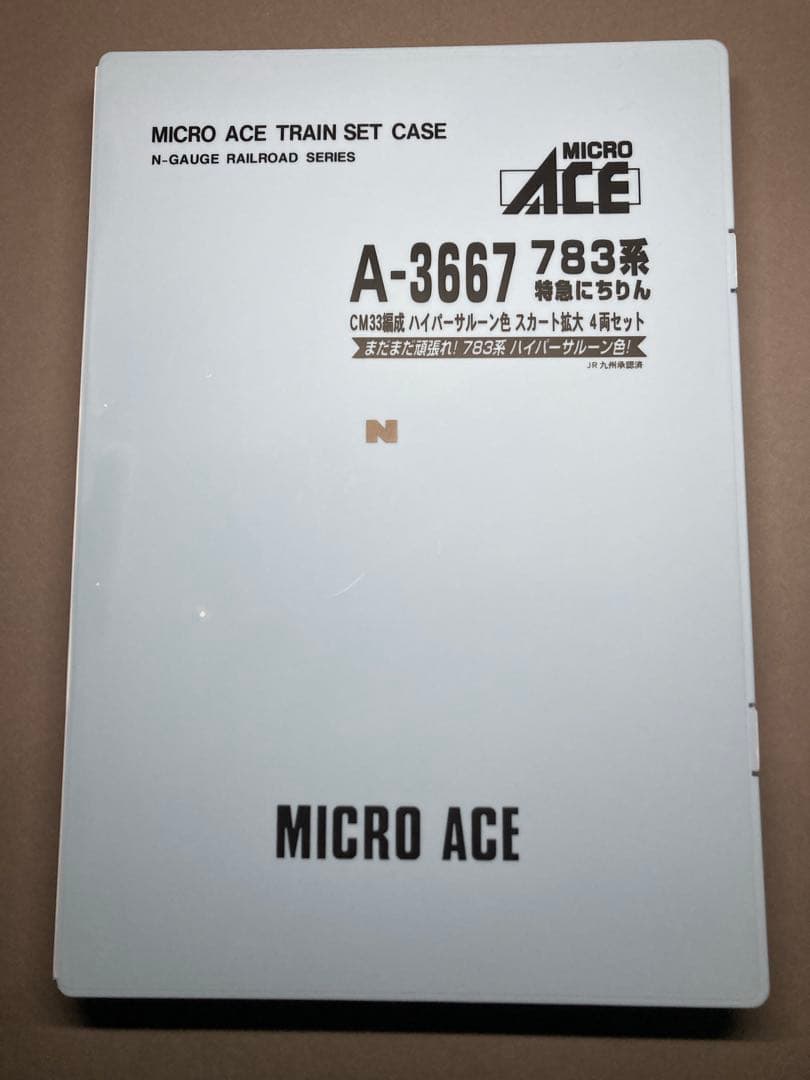 MICRO ACE TRAIN SET CASE
N-GAUGE RAILROAD SERIES
MICRO
ACE
A-3667 783系
特急にちりん
CM33編成 ハイパーサルーン色 スカート拡大 4両セット
まだまだ頑張れ! 783系 ハイパーサルーン色!
JR九州承認済
N
MICRO ACE